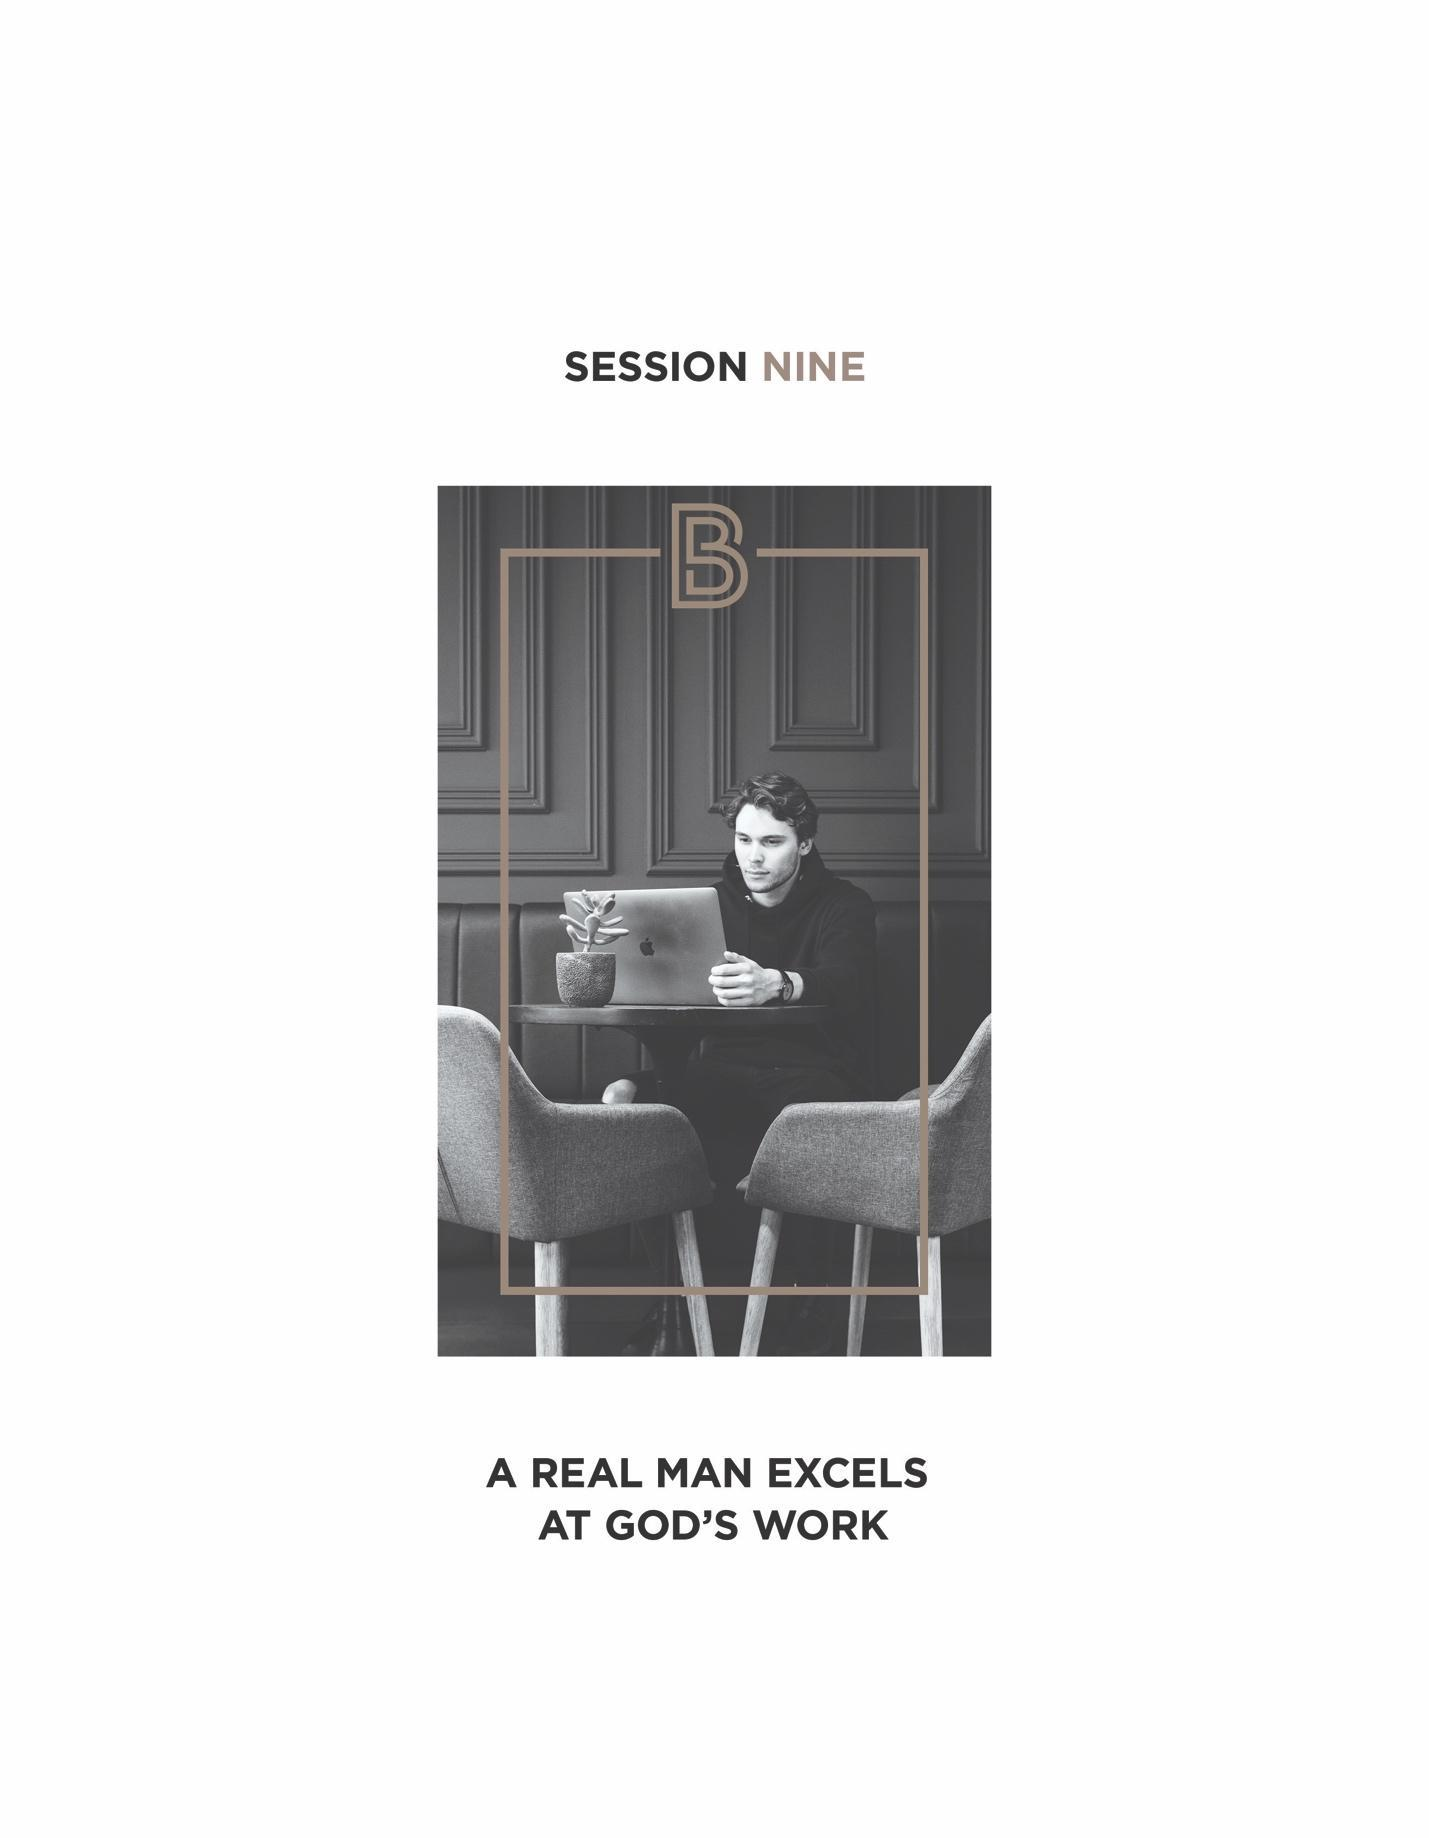 SESSION NINE
B
A REAL MAN EXCELS
AT GOD’S WORK